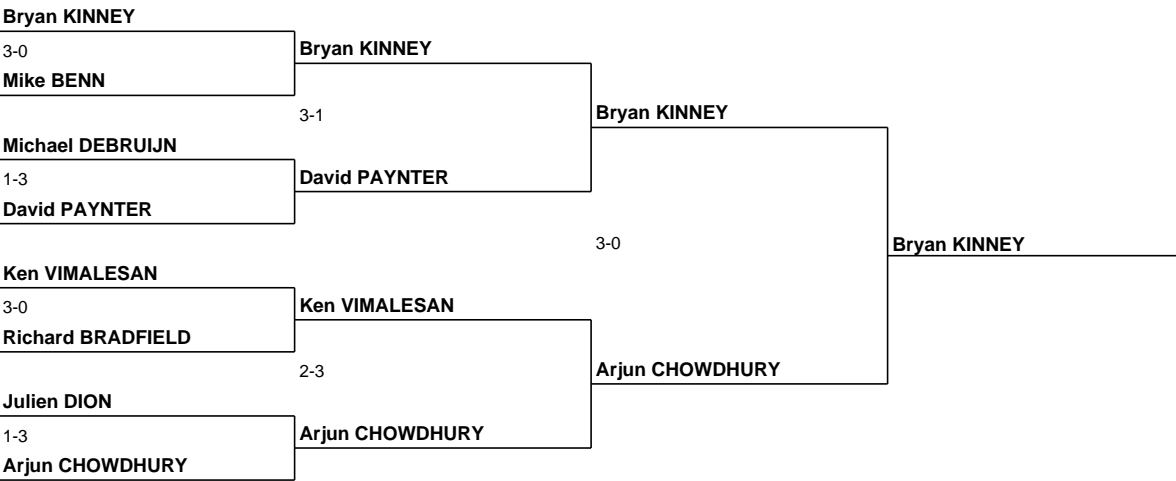 Bryan KINNEY
3-0
Mike BENN
Michael DEBRUIJN
1-3
David PAYNTER
Ken VIMALESAN
3-0
Richard BRADFIELD
Julien DION
1-3
Arjun CHOWDHURY
Bryan KINNEY
3-1
David PAYNTER
Ken VIMALESAN
2-3
Arjun CHOWDHURY
Bryan KINNEY
3-0
Arjun CHOWDHURY
Bryan KINNEY